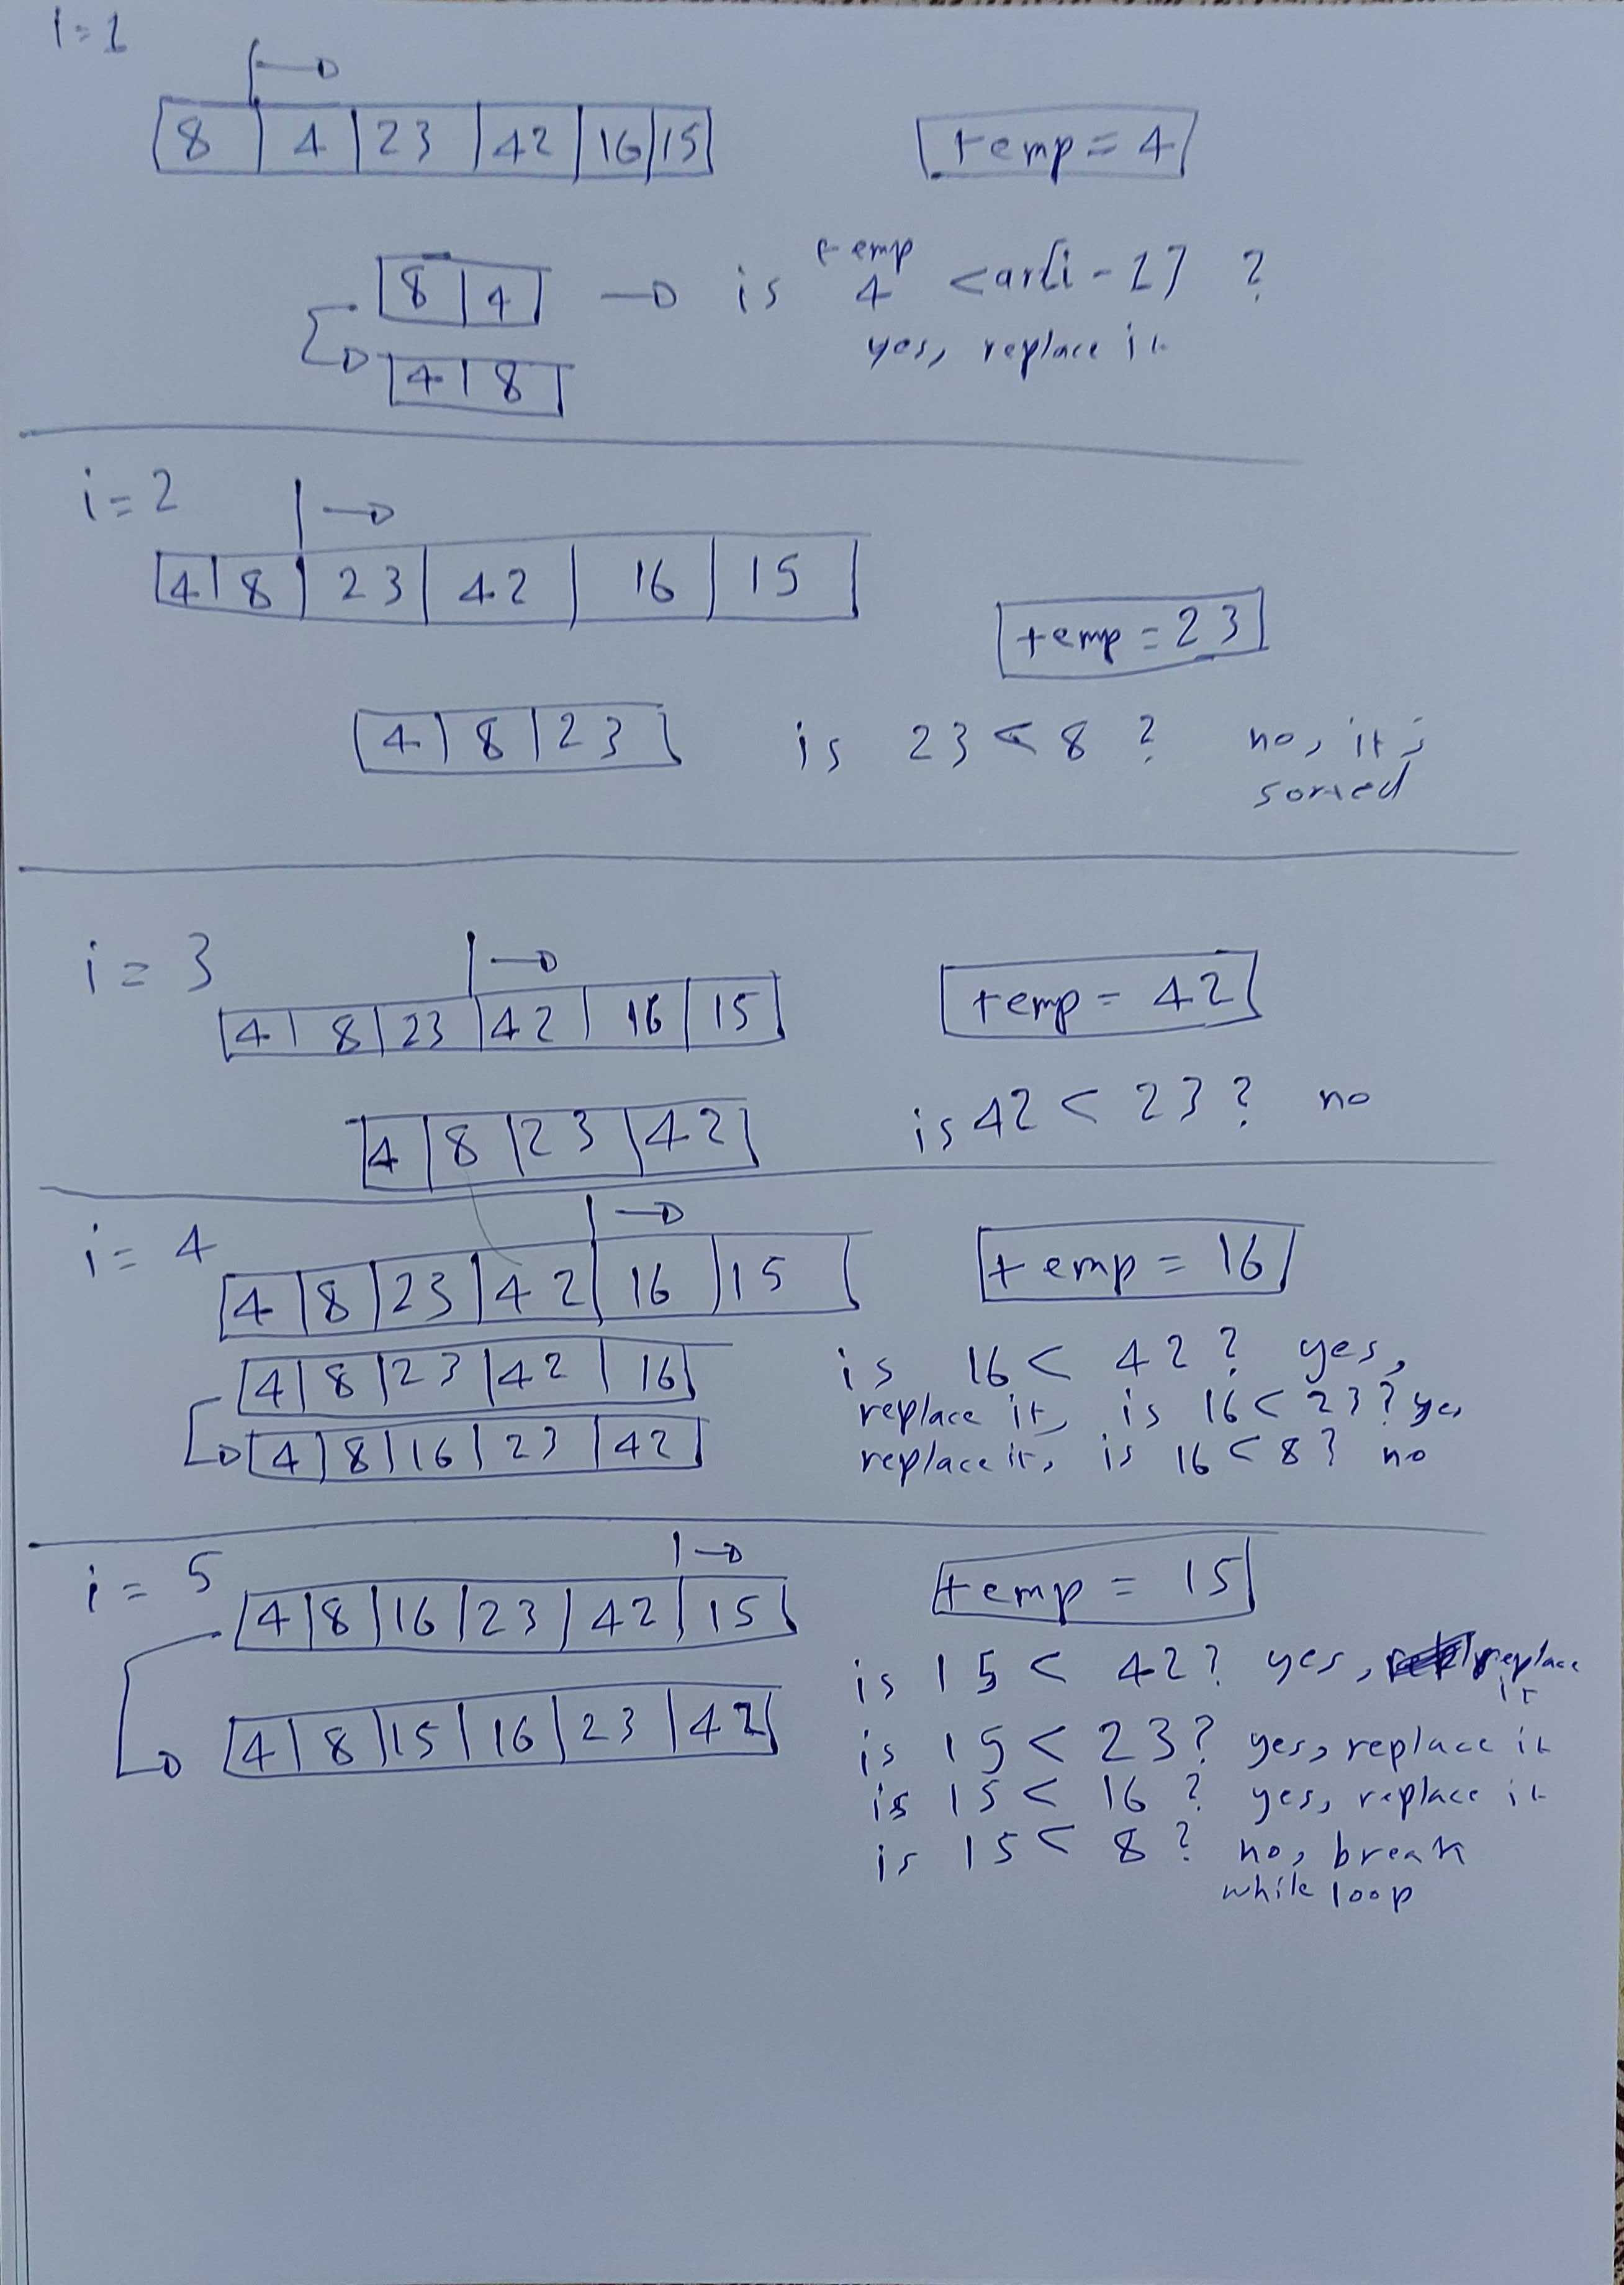 i=1
8 4 23 42 16 15
temp = 4
8 4
is temp 4 < ar[i-1] ?
yes, replace it
4 8
i=2
4 8 23 42 16 15
temp = 23
4 8 23
is 23 < 8 ? no, its
sorted
i = 3
4 8 23 42 16 15
temp = 42
4 8 23 42
is 42 < 23 ? no
i = 4
4 8 23 42 16 15
temp = 16
4 8 23 42 16
is 16 < 42 ? yes,
replace it, is 16 < 23 ? yes
4 8 16 23 42
replace it, is 16 < 8 ? no
i = 5
4 8 16 23 42 15
temp = 15
is 15 < 42 ? yes, replace
it
4 8 15 16 23 42
is 15 < 23 ? yes, replace it
is 15 < 16 ? yes, replace it
is 15 < 8 ? no, break
while loop